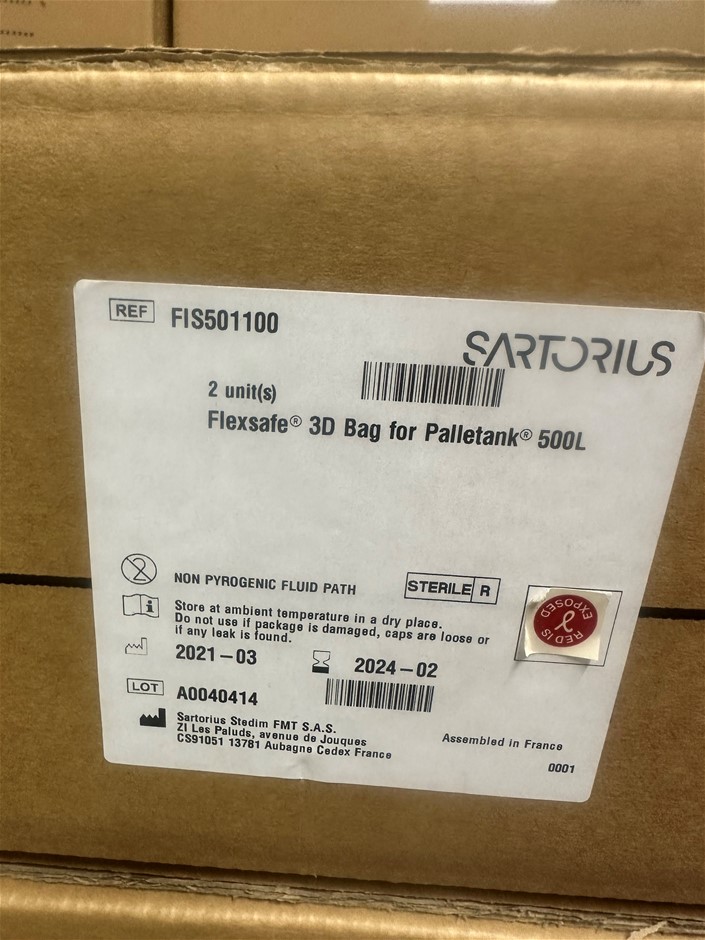 REF FIS501100
SARTORIUS
2 unit(s)
Flexsafe® 3D Bag for Palletank® 500L
NON PYROGENIC FLUID PATH
STERILE R
Store at ambient temperature in a dry place.
Do not use if package is damaged, caps are loose or
if any leak is found.
RED IS
EXPOSED
2021-03
2024-02
LOT A0040414
Sartorius Stedim FMT S.A.S.
ZI Les Paluds, avenue de Jouques
CS91051 13781 Aubagne Cedex France
Assembled in France
0001